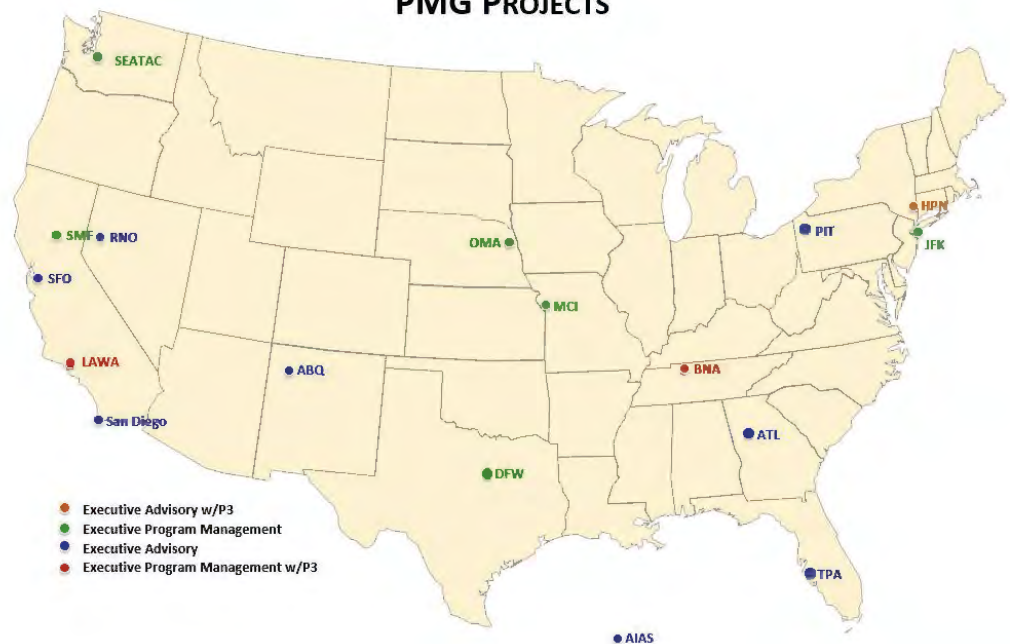 PMG PROJECTS
SEATAC
HPN
SMF
RNO
OMA
PIT
JFK
SFO
MCI
LAWA
ABQ
BNA
San Diego
ATL
DFW
Executive Advisory w/P3
Executive Program Management
Executive Advisory
Executive Program Management w/P3
TPA
AIAS